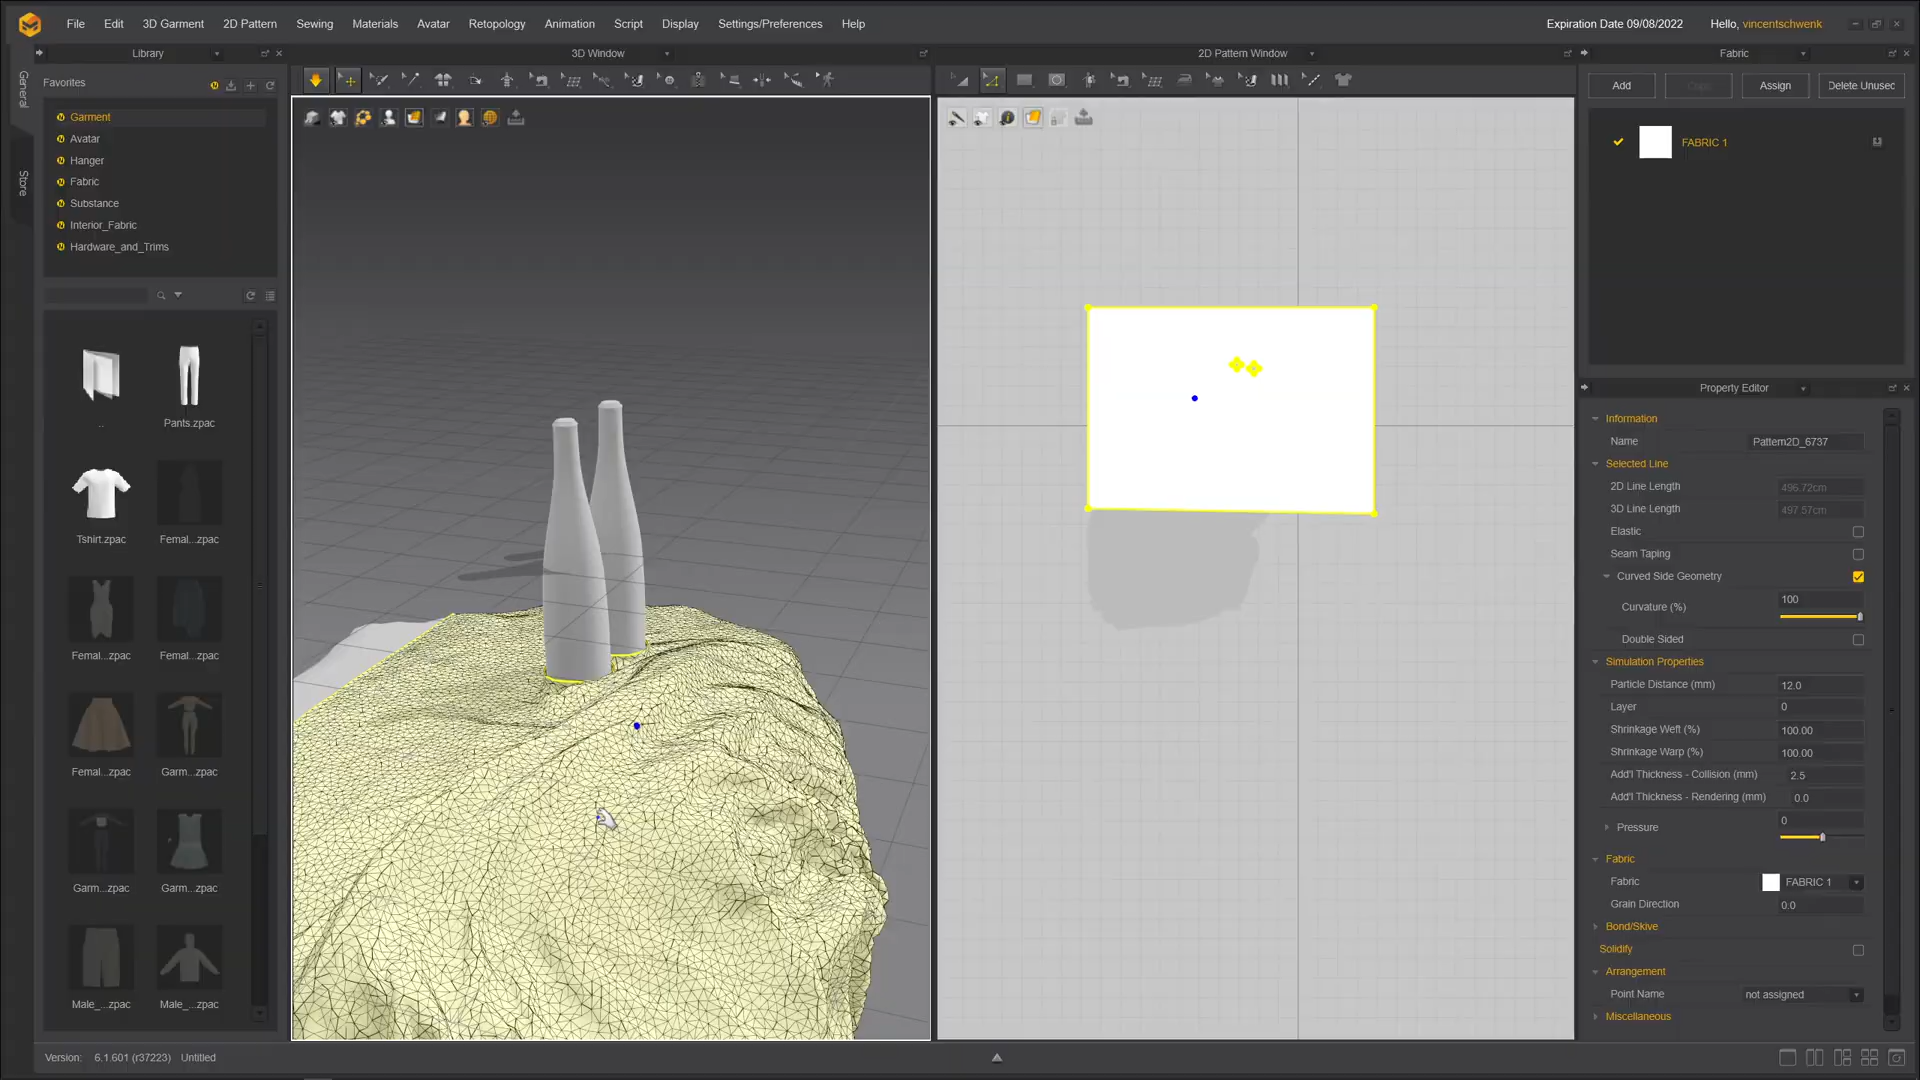 File Edit 3D Garment 2D Pattern Sewing Materials Avatar Retopology Animation Script Display Settings/Preferences Help
Expiration Date 09/08/2022 Hello, vincentschwenk
Library
3D Window
2D Pattern Window
Fabric
General
Store
Favorites
Garment
Avatar
Hanger
Fabric
Substance
Interior_Fabric
Hardware_and_Trims
..
Pants.zpac
Tshirt.zpac
Femal...zpac
Femal...zpac
Femal...zpac
Femal...zpac
Garm...zpac
Garm...zpac
Garm...zpac
Male_...zpac
Male_...zpac
Add
Assign
Delete Unusec
FABRIC 1
Property Editor
Information
Name Pattern2D_6737
Selected Line
2D Line Length 496.72cm
3D Line Length 497.57cm
Elastic
Seam Taping
Curved Side Geometry
Curvature (%) 100
Double Sided
Simulation Properties
Particle Distance (mm) 12.0
Layer 0
Shrinkage Weft (%) 100.00
Shrinkage Warp (%) 100.00
Add'l Thickness - Collision (mm) 2.5
Add'l Thickness - Rendering (mm) 0.0
Pressure 0
Fabric
Fabric FABRIC 1
Grain Direction 0.0
Bond/Skive
Solidify
Arrangement
Point Name not assigned
Miscellaneous
Version: 6.1.601 (r37223) Untitled